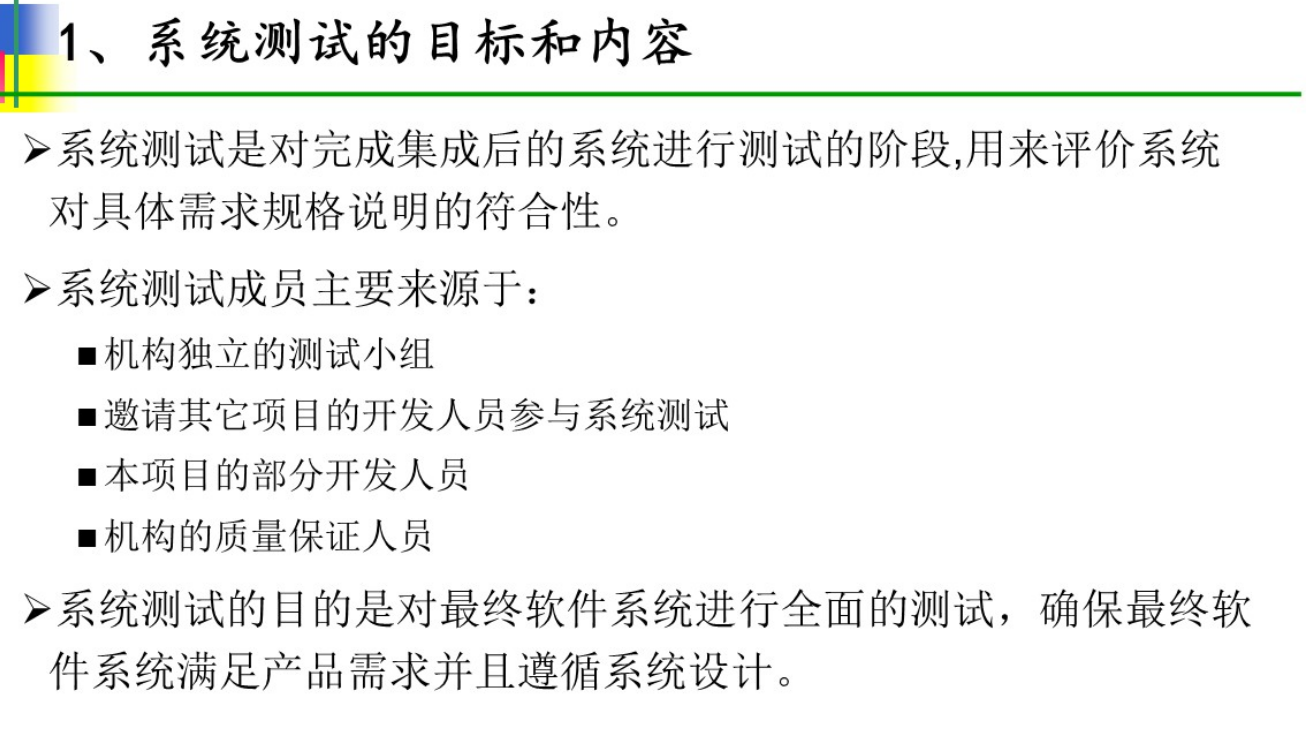 1、系统测试的目标和内容
➢系统测试是对完成集成后的系统进行测试的阶段,用来评价系统
对具体需求规格说明的符合性。
➢系统测试成员主要来源于：
■机构独立的测试小组
■邀请其它项目的开发人员参与系统测试
■本项目的部分开发人员
■机构的质量保证人员
➢系统测试的目的是对最终软件系统进行全面的测试，确保最终软
件系统满足产品需求并且遵循系统设计。